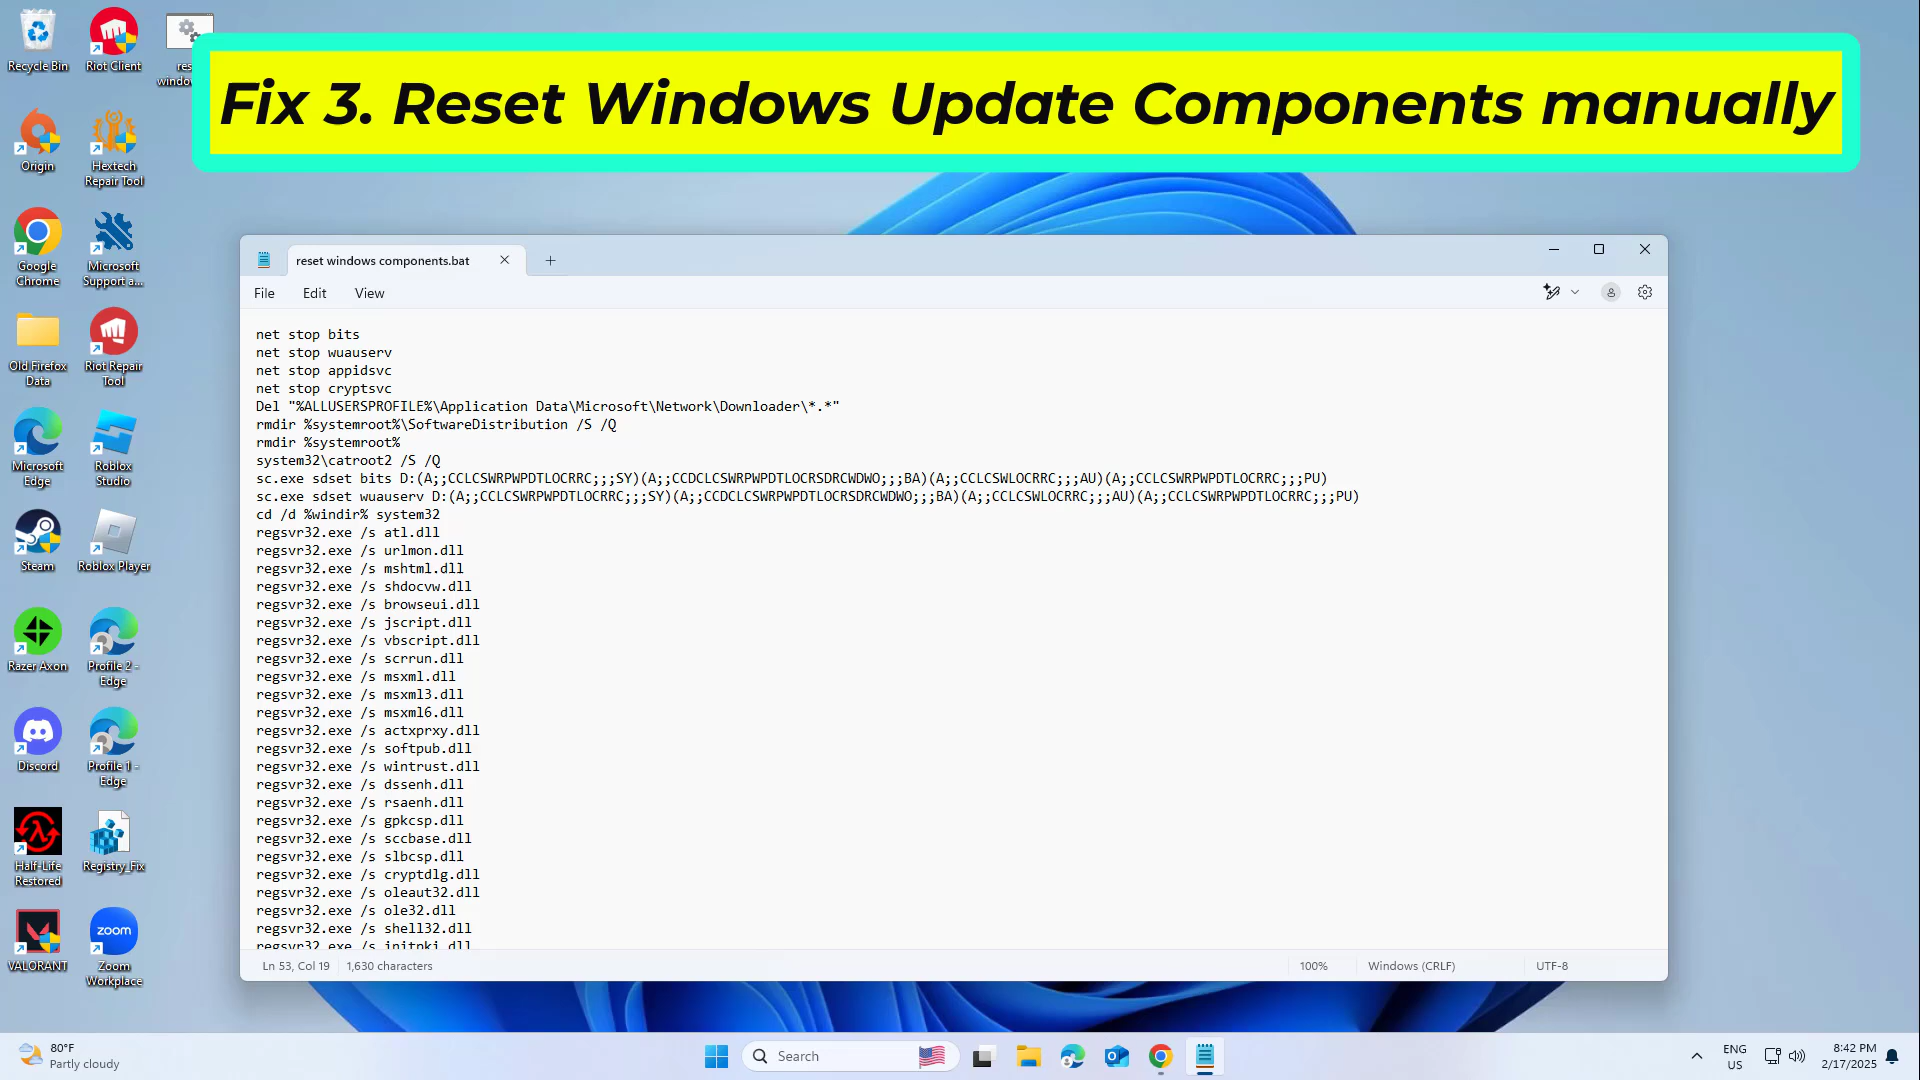 Fix 3. Reset Windows Update Components manually
Recycle Bin
Riot Client
Origin
Hextech
Repair Tool
Google
Chrome
Microsoft
Support a...
Old Firefox
Data
Riot Repair
Tool
Microsoft
Edge
Roblox
Studio
Steam
Roblox Player
Razer Axon
Profile 2 -
Edge
Discord
Profile 1 -
Edge
Half-Life
Restored
Registry_Fix
VALORANT
zoom
Zoom
Workplace
reset windows components.bat
File Edit View
net stop bits
net stop wuauserv
net stop appidsvc
net stop cryptsvc
Del "%ALLUSERSPROFILE%\Application Data\Microsoft\Network\Downloader\*.*"
rmdir %systemroot%\SoftwareDistribution /S /Q
rmdir %systemroot%
system32\catroot2 /S /Q
sc.exe sdset bits D:(A;;CCLCSWRPWPDTLOCRRC;;;SY)(A;;CCDCLCSWRPWPDTLOCRSDRCWDWO;;;BA)(A;;CCLCSWLOCRRC;;;AU)(A;;CCLCSWRPWPDTLOCRRC;;;PU)
sc.exe sdset wuauserv D:(A;;CCLCSWRPWPDTLOCRRC;;;SY)(A;;CCDCLCSWRPWPDTLOCRSDRCWDWO;;;BA)(A;;CCLCSWLOCRRC;;;AU)(A;;CCLCSWRPWPDTLOCRRC;;;PU)
cd /d %windir% system32
regsvr32.exe /s atl.dll
regsvr32.exe /s urlmon.dll
regsvr32.exe /s mshtml.dll
regsvr32.exe /s shdocvw.dll
regsvr32.exe /s browseui.dll
regsvr32.exe /s jscript.dll
regsvr32.exe /s vbscript.dll
regsvr32.exe /s scrrun.dll
regsvr32.exe /s msxml.dll
regsvr32.exe /s msxml3.dll
regsvr32.exe /s msxml6.dll
regsvr32.exe /s actxprxy.dll
regsvr32.exe /s softpub.dll
regsvr32.exe /s wintrust.dll
regsvr32.exe /s dssenh.dll
regsvr32.exe /s rsaenh.dll
regsvr32.exe /s gpkcsp.dll
regsvr32.exe /s sccbase.dll
regsvr32.exe /s slbcsp.dll
regsvr32.exe /s cryptdlg.dll
regsvr32.exe /s oleaut32.dll
regsvr32.exe /s ole32.dll
regsvr32.exe /s shell32.dll
regsvr32.exe /s initpki.dll
Ln 53, Col 19 1,630 characters 100% Windows (CRLF) UTF-8
80°F
Partly cloudy
Search
ENG
US
8:42 PM
2/17/2025